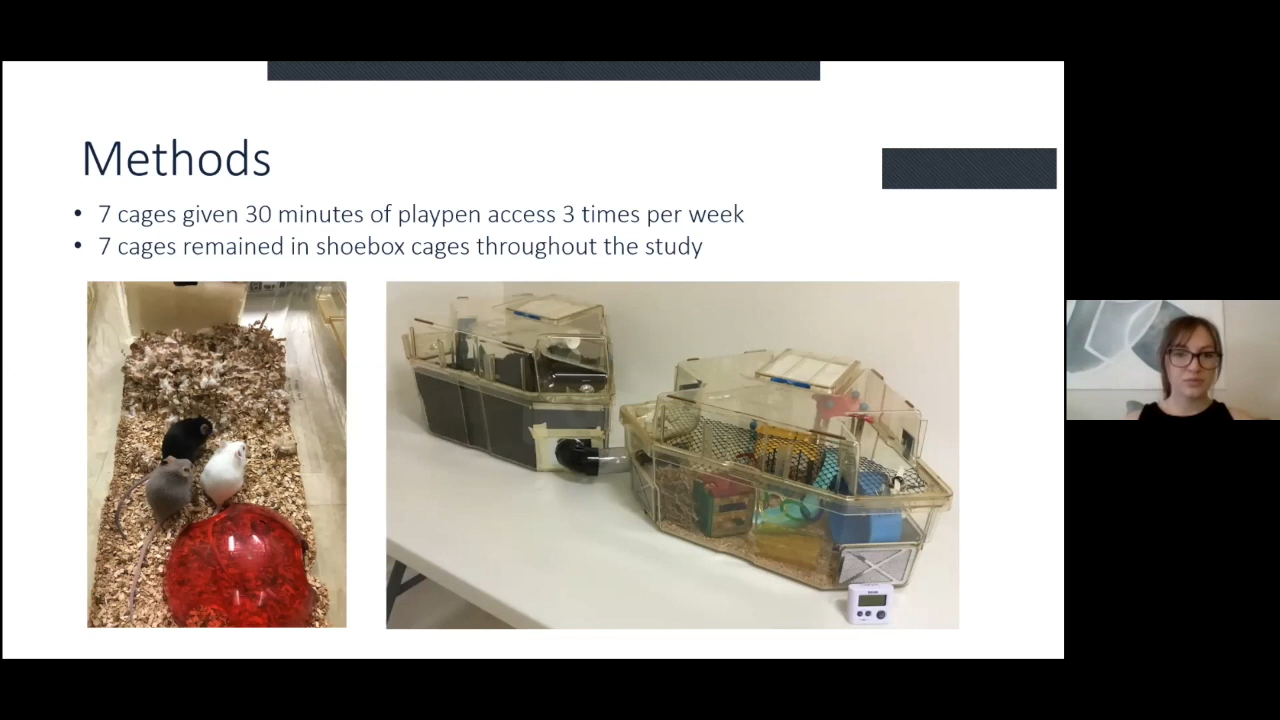 Methods
• 7 cages given 30 minutes of playpen access 3 times per week
• 7 cages remained in shoebox cages throughout the study